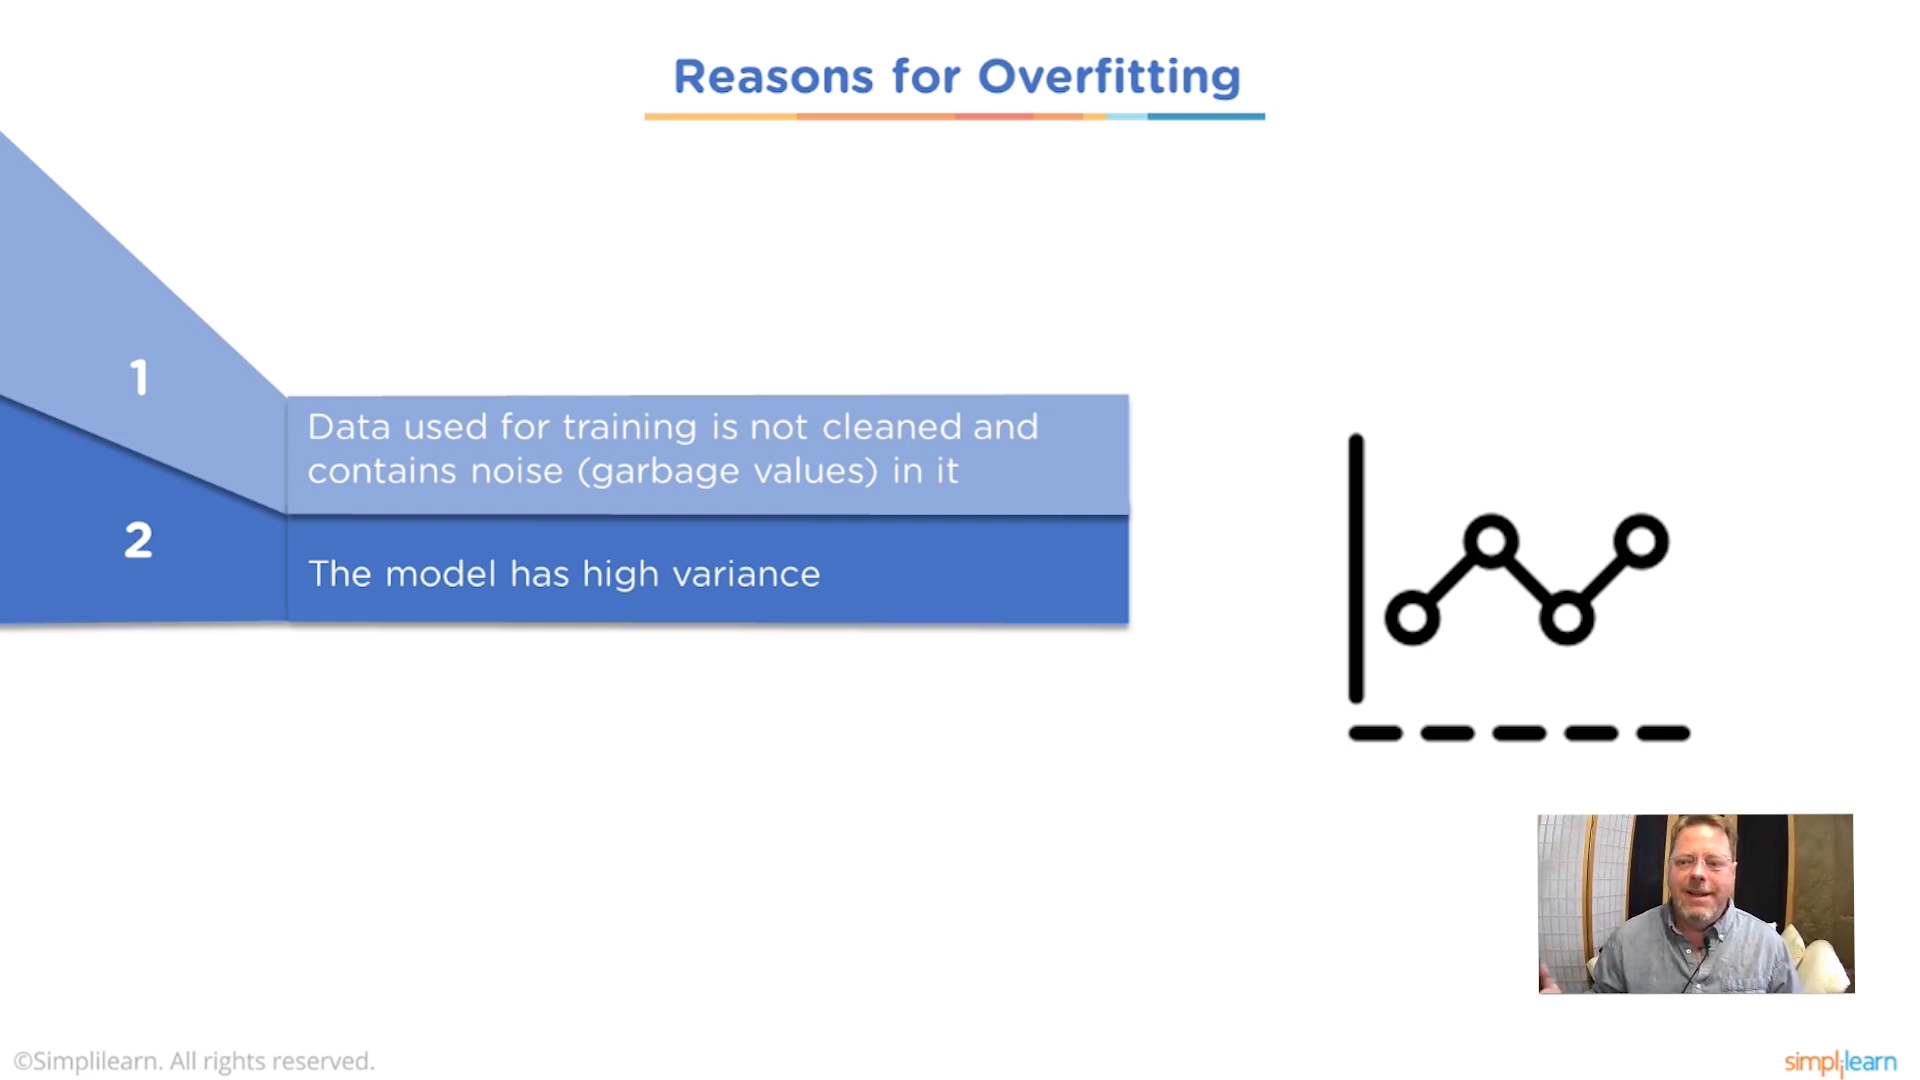 Reasons for Overfitting
1
Data used for training is not cleaned and
contains noise (garbage values) in it
2
The model has high variance
©Simplilearn. All rights reserved.
simplilearn